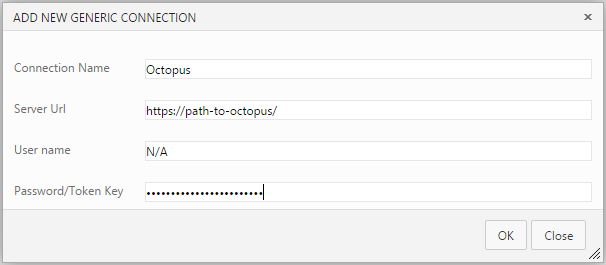 ADD NEW GENERIC CONNECTION
Connection Name Octopus
Server Url https://path-to-octopus/
User name N/A
Password/Token Key ••••••••••••••••••••••••
OK Close